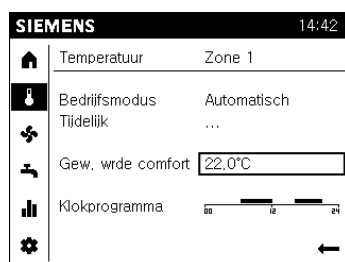 SIEMENS 14:42
Temperatuur Zone 1
Bedrijfsmodus Automatisch
Tijdelijk ...
Gew. wrde comfort 22,0°C
Klokprogramma
00 12 24